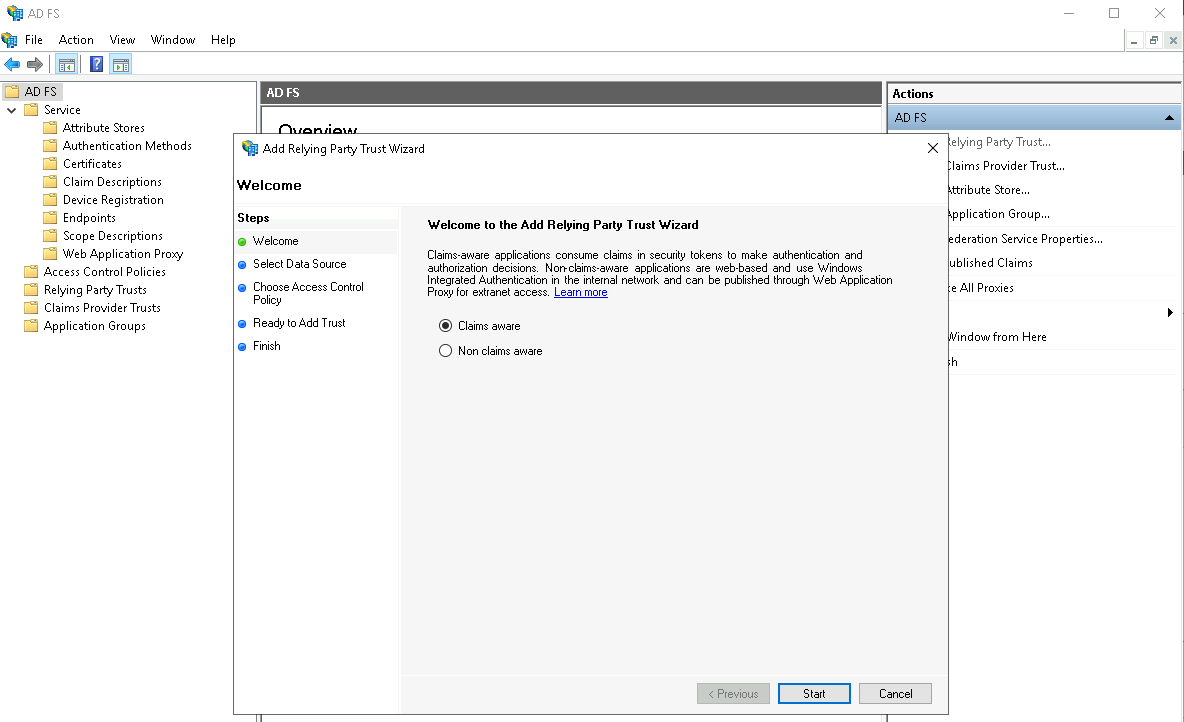 AD FS
File Action View Window Help
AD FS
Service
Attribute Stores
Authentication Methods
Certificates
Claim Descriptions
Device Registration
Endpoints
Scope Descriptions
Web Application Proxy
Access Control Policies
Relying Party Trusts
Claims Provider Trusts
Application Groups
AD FS
Overview
Add Relying Party Trust Wizard
Welcome
Steps
Welcome
Select Data Source
Choose Access Control
Policy
Ready to Add Trust
Finish
Welcome to the Add Relying Party Trust Wizard
Claims-aware applications consume claims in security tokens to make authentication and
authorization decisions. Non-claims-aware applications are web-based and use Windows
Integrated Authentication in the internal network and can be published through Web Application
Proxy for extranet access. Learn more
Claims aware
Non claims aware
< Previous Start Cancel
Actions
AD FS
Relying Party Trust...
Claims Provider Trust...
Attribute Store...
Application Group...
ederation Service Properties...
ublished Claims
e All Proxies
Window from Here
sh